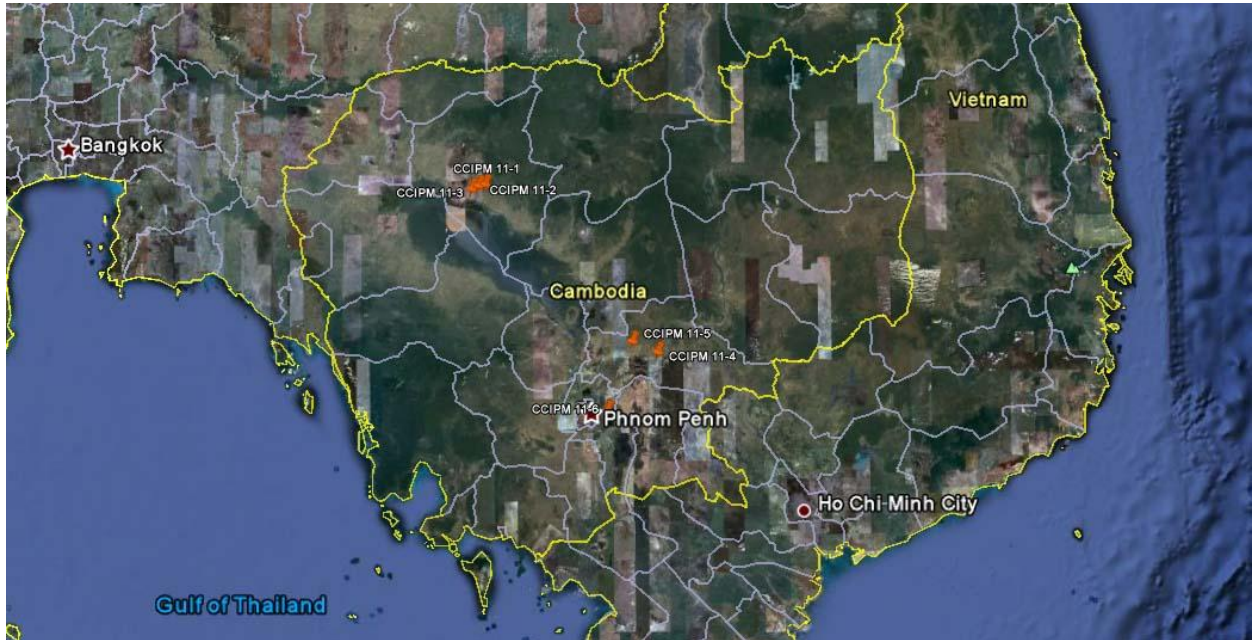 Vietnam
Bangkok
CCIPM 11-1
CCIPM 11-3
CCIPM 11-2
Cambodia
CCIPM 11-5
CCIPM 11-4
CCIPM 11-6
Phnom Penh
Ho Chi Minh City
Gulf of Thailand